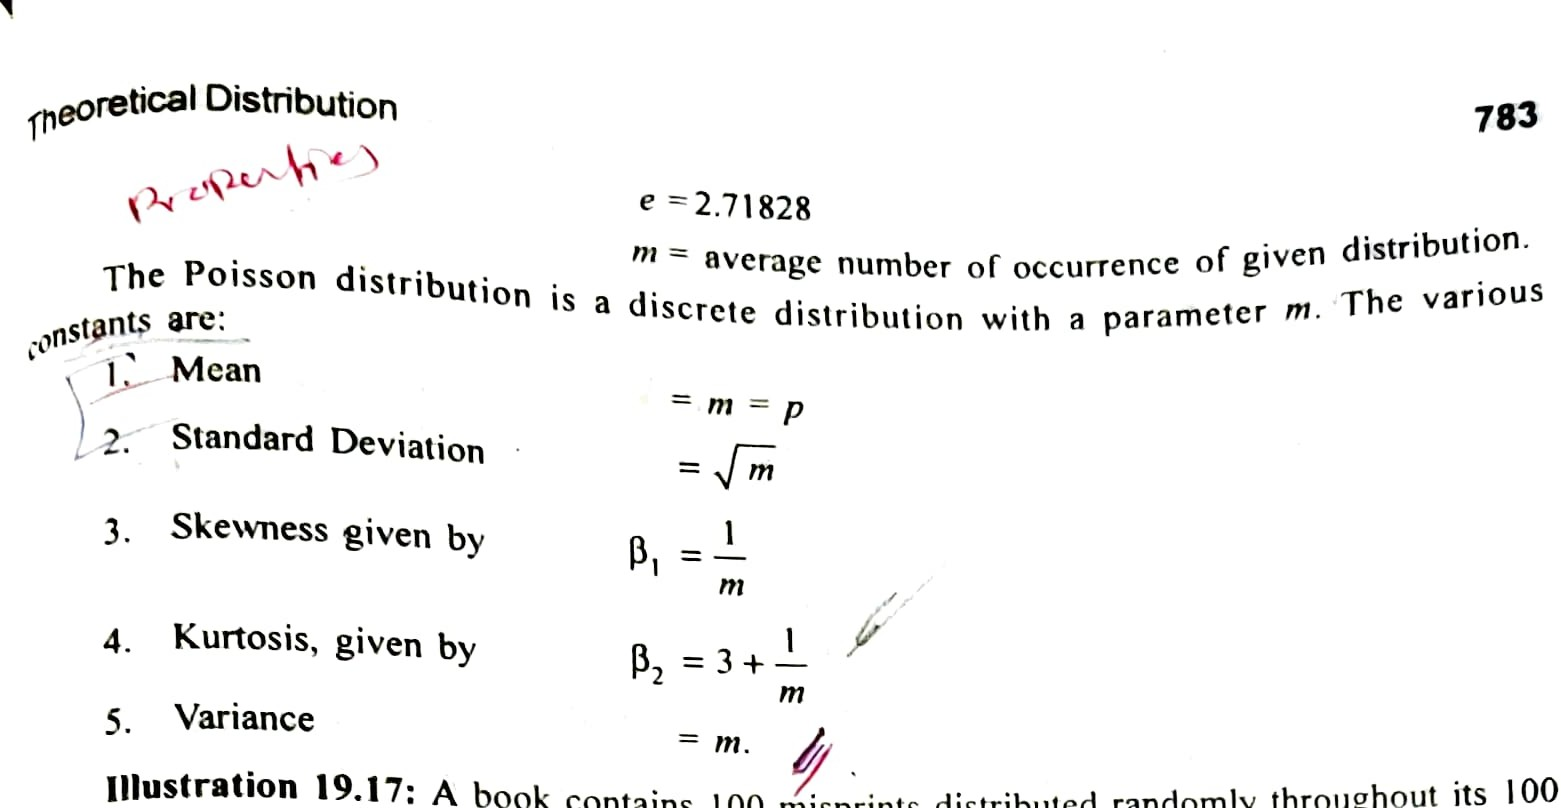 Theoretical Distribution
783
Properties
e = 2.71828
m = average number of occurrence of given distribution.
The Poisson distribution is a discrete distribution with a parameter m. The various
constants are:
1. Mean = m = p
2. Standard Deviation = √m
3. Skewness given by β₁ = 1/m
4. Kurtosis, given by β₂ = 3 + 1/m
5. Variance = m.
Illustration 19.17: A book contains 100 misprints distributed randomly throughout its 100